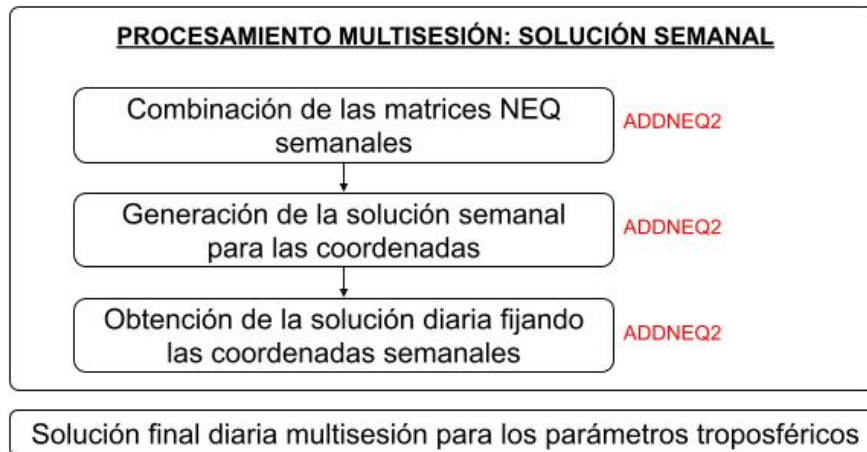 PROCESAMIENTO MULTISESIÓN: SOLUCIÓN SEMANAL
Combinación de las matrices NEQ
semanales
ADDNEQ2
Generación de la solución semanal
para las coordenadas
ADDNEQ2
Obtención de la solución diaria fijando
las coordenadas semanales
ADDNEQ2
Solución final diaria multisesión para los parámetros troposféricos